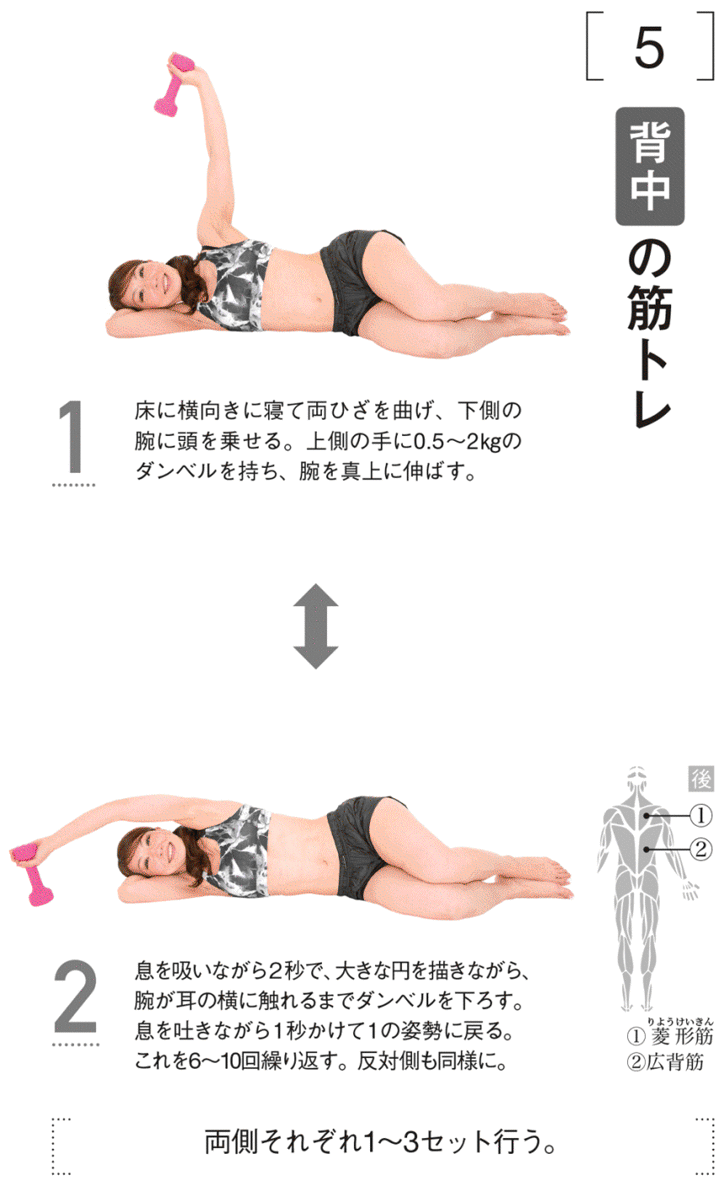 5
背中の筋トレ
1
床に横向きに寝て両ひざを曲げ、下側の
腕に頭を乗せる。上側の手に0.5〜2㎏の
ダンベルを持ち、腕を真上に伸ばす。
後
①
②
2
息を吸いながら2秒で、大きな円を描きながら、
腕が耳の横に触れるまでダンベルを下ろす。
息を吐きながら1秒かけて1の姿勢に戻る。
これを6〜10回繰り返す。反対側も同様に。
りようけいきん
①菱形筋
②広背筋
両側それぞれ1〜3セット行う。